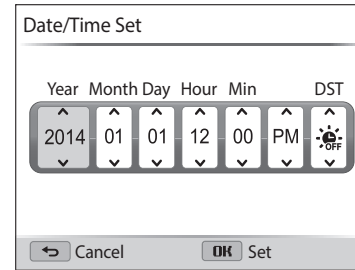 Date/Time Set
Year Month Day Hour Min DST
2014 01 01 12 00 PM OFF
Cancel OK Set